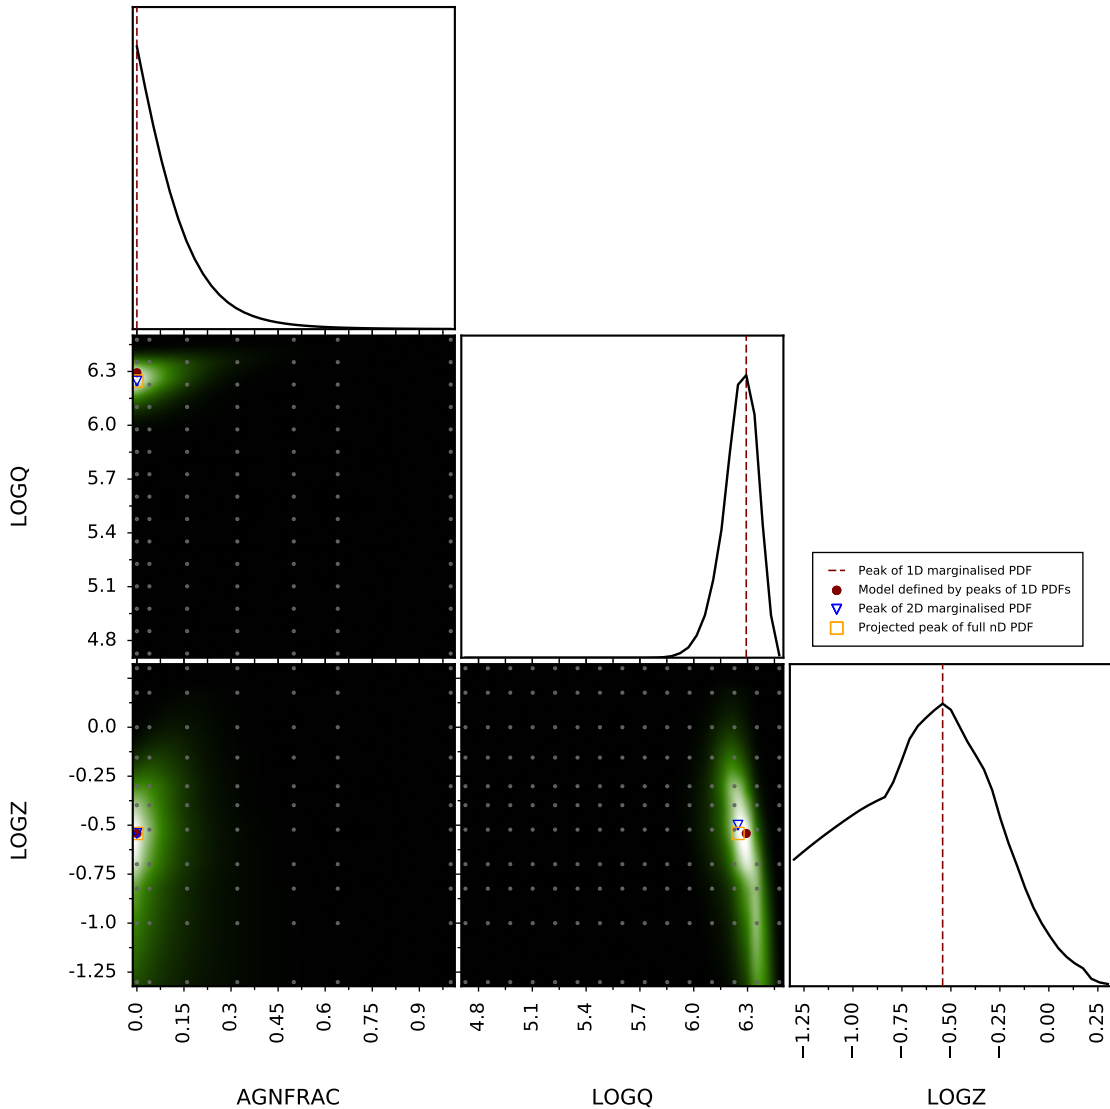 LOGQ
6.3
6.0
5.7
5.4
5.1
4.8
Peak of 1D marginalised PDF
Model defined by peaks of 1D PDFs
Peak of 2D marginalised PDF
Projected peak of full nD PDF
LOGZ
0.0
-0.25
-0.5
-0.75
-1.0
-1.25
0.0 0.15 0.3 0.45 0.6 0.75 0.9
4.8 5.1 5.4 5.7 6.0 6.3
−1.25 −1.00 −0.75 −0.50 −0.25 0.00 0.25
AGNFRAC LOGQ LOGZ